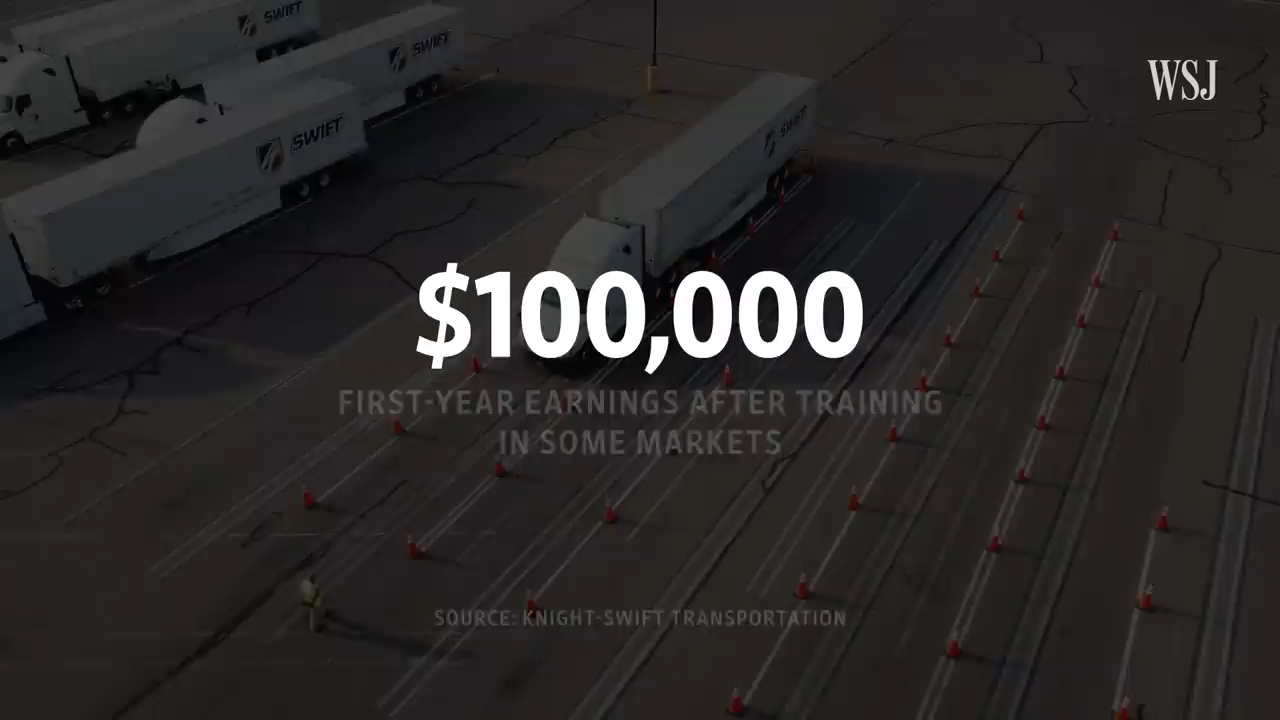 SWIFT
SWIFT
SWIFT
SWIFT
WSJ
$100,000
FIRST-YEAR EARNINGS AFTER TRAINING
IN SOME MARKETS
SOURCE: KNIGHT-SWIFT TRANSPORTATION